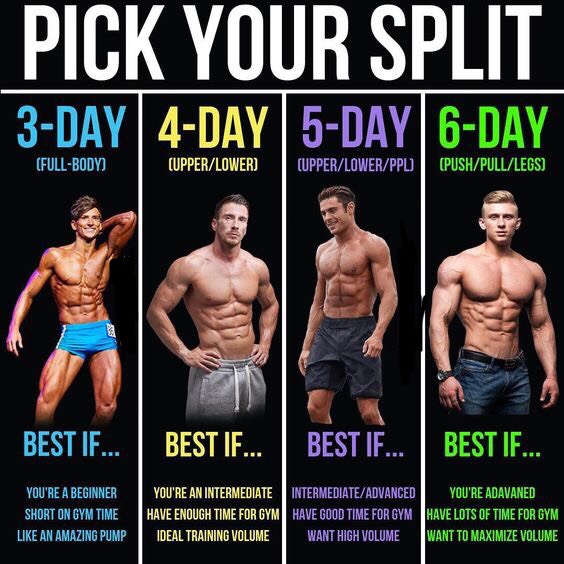 PICK YOUR SPLIT
3-DAY
(FULL-BODY)
BEST IF...
YOU'RE A BEGINNER
SHORT ON GYM TIME
LIKE AN AMAZING PUMP
4-DAY
(UPPER/LOWER)
BEST IF...
YOU'RE AN INTERMEDIATE
HAVE ENOUGH TIME FOR GYM
IDEAL TRAINING VOLUME
5-DAY
(UPPER/LOWER/PPL)
BEST IF...
INTERMEDIATE/ADVANCED
HAVE GOOD TIME FOR GYM
WANT HIGH VOLUME
6-DAY
(PUSH/PULL/LEGS)
BEST IF...
YOU'RE ADAVANED
HAVE LOTS OF TIME FOR GYM
WANT TO MAXIMIZE VOLUME